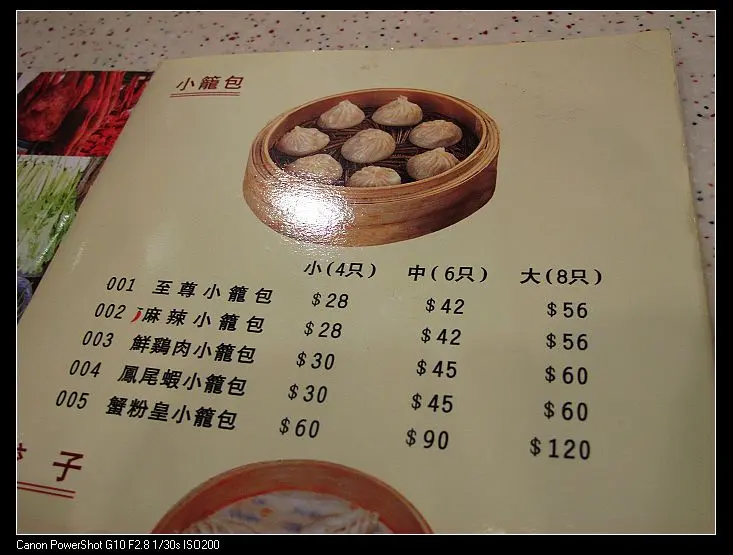 小籠包
小(4只) 中(6只) 大(8只)
001 至尊小籠包 $28 $42 $56
002 麻辣小籠包 $28 $42 $56
003 鮮鷄肉小籠包 $30 $45 $60
004 鳳尾蝦小籠包 $30 $45 $60
005 蟹粉皇小籠包 $60 $90 $120
子
Canon PowerShot G10 F2.8 1/30s ISO200